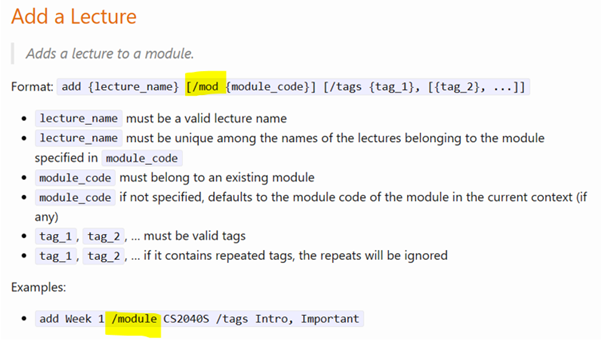 Add a Lecture
Adds a lecture to a module.
Format: add {lecture_name} [/mod {module_code}] [/tags {tag_1}, [{tag_2}, ...]]
• lecture_name must be a valid lecture name
• lecture_name must be unique among the names of the lectures belonging to the module
specified in module_code
• module_code must belong to an existing module
• module_code if not specified, defaults to the module code of the module in the current context (if
any)
• tag_1 , tag_2 , ... must be valid tags
• tag_1 , tag_2 , ... if it contains repeated tags, the repeats will be ignored
Examples:
• add Week 1 /module CS2040S /tags Intro, Important